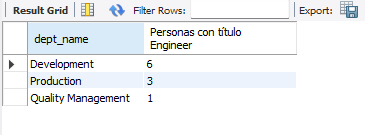 Result Grid Filter Rows: Export:
dept_name Personas con título
Engineer
Development 6
Production 3
Quality Management 1